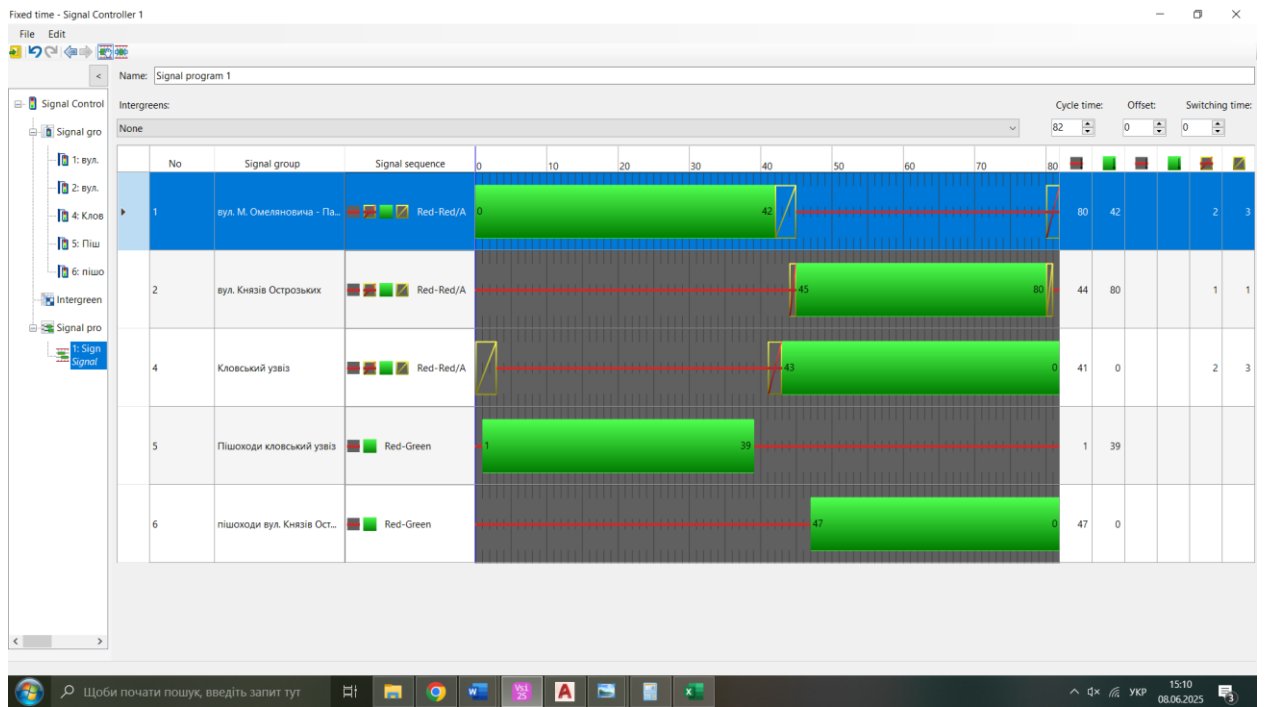 Fixed time - Signal Controller 1
File Edit
< Name: Signal program 1
Signal Control
Signal gro
1: вул.
2: вул.
4: Клов
5: Піш
6: пішо
Intergreen
Signal pro
1: Sign
Signal
Intergreens: Cycle time: Offset: Switching time:
None 82 0 0
No Signal group Signal sequence 0 10 20 30 40 50 60 70 80
1 вул. М. Омеляновича - Па... Red-Red/A 0 42 80 42 2 3
2 вул. Князів Острозьких Red-Red/A 45 80 44 80 1 1
4 Кловський узвіз Red-Red/A 43 0 41 0 2 3
5 Пішоходи кловський узвіз Red-Green 1 39 1 39
6 пішоходи вул. Князів Ост... Red-Green 47 0 47 0
< >
Щоби почати пошук, введіть запит тут
Vs1
25
УКР
15:10
08.06.2025
3